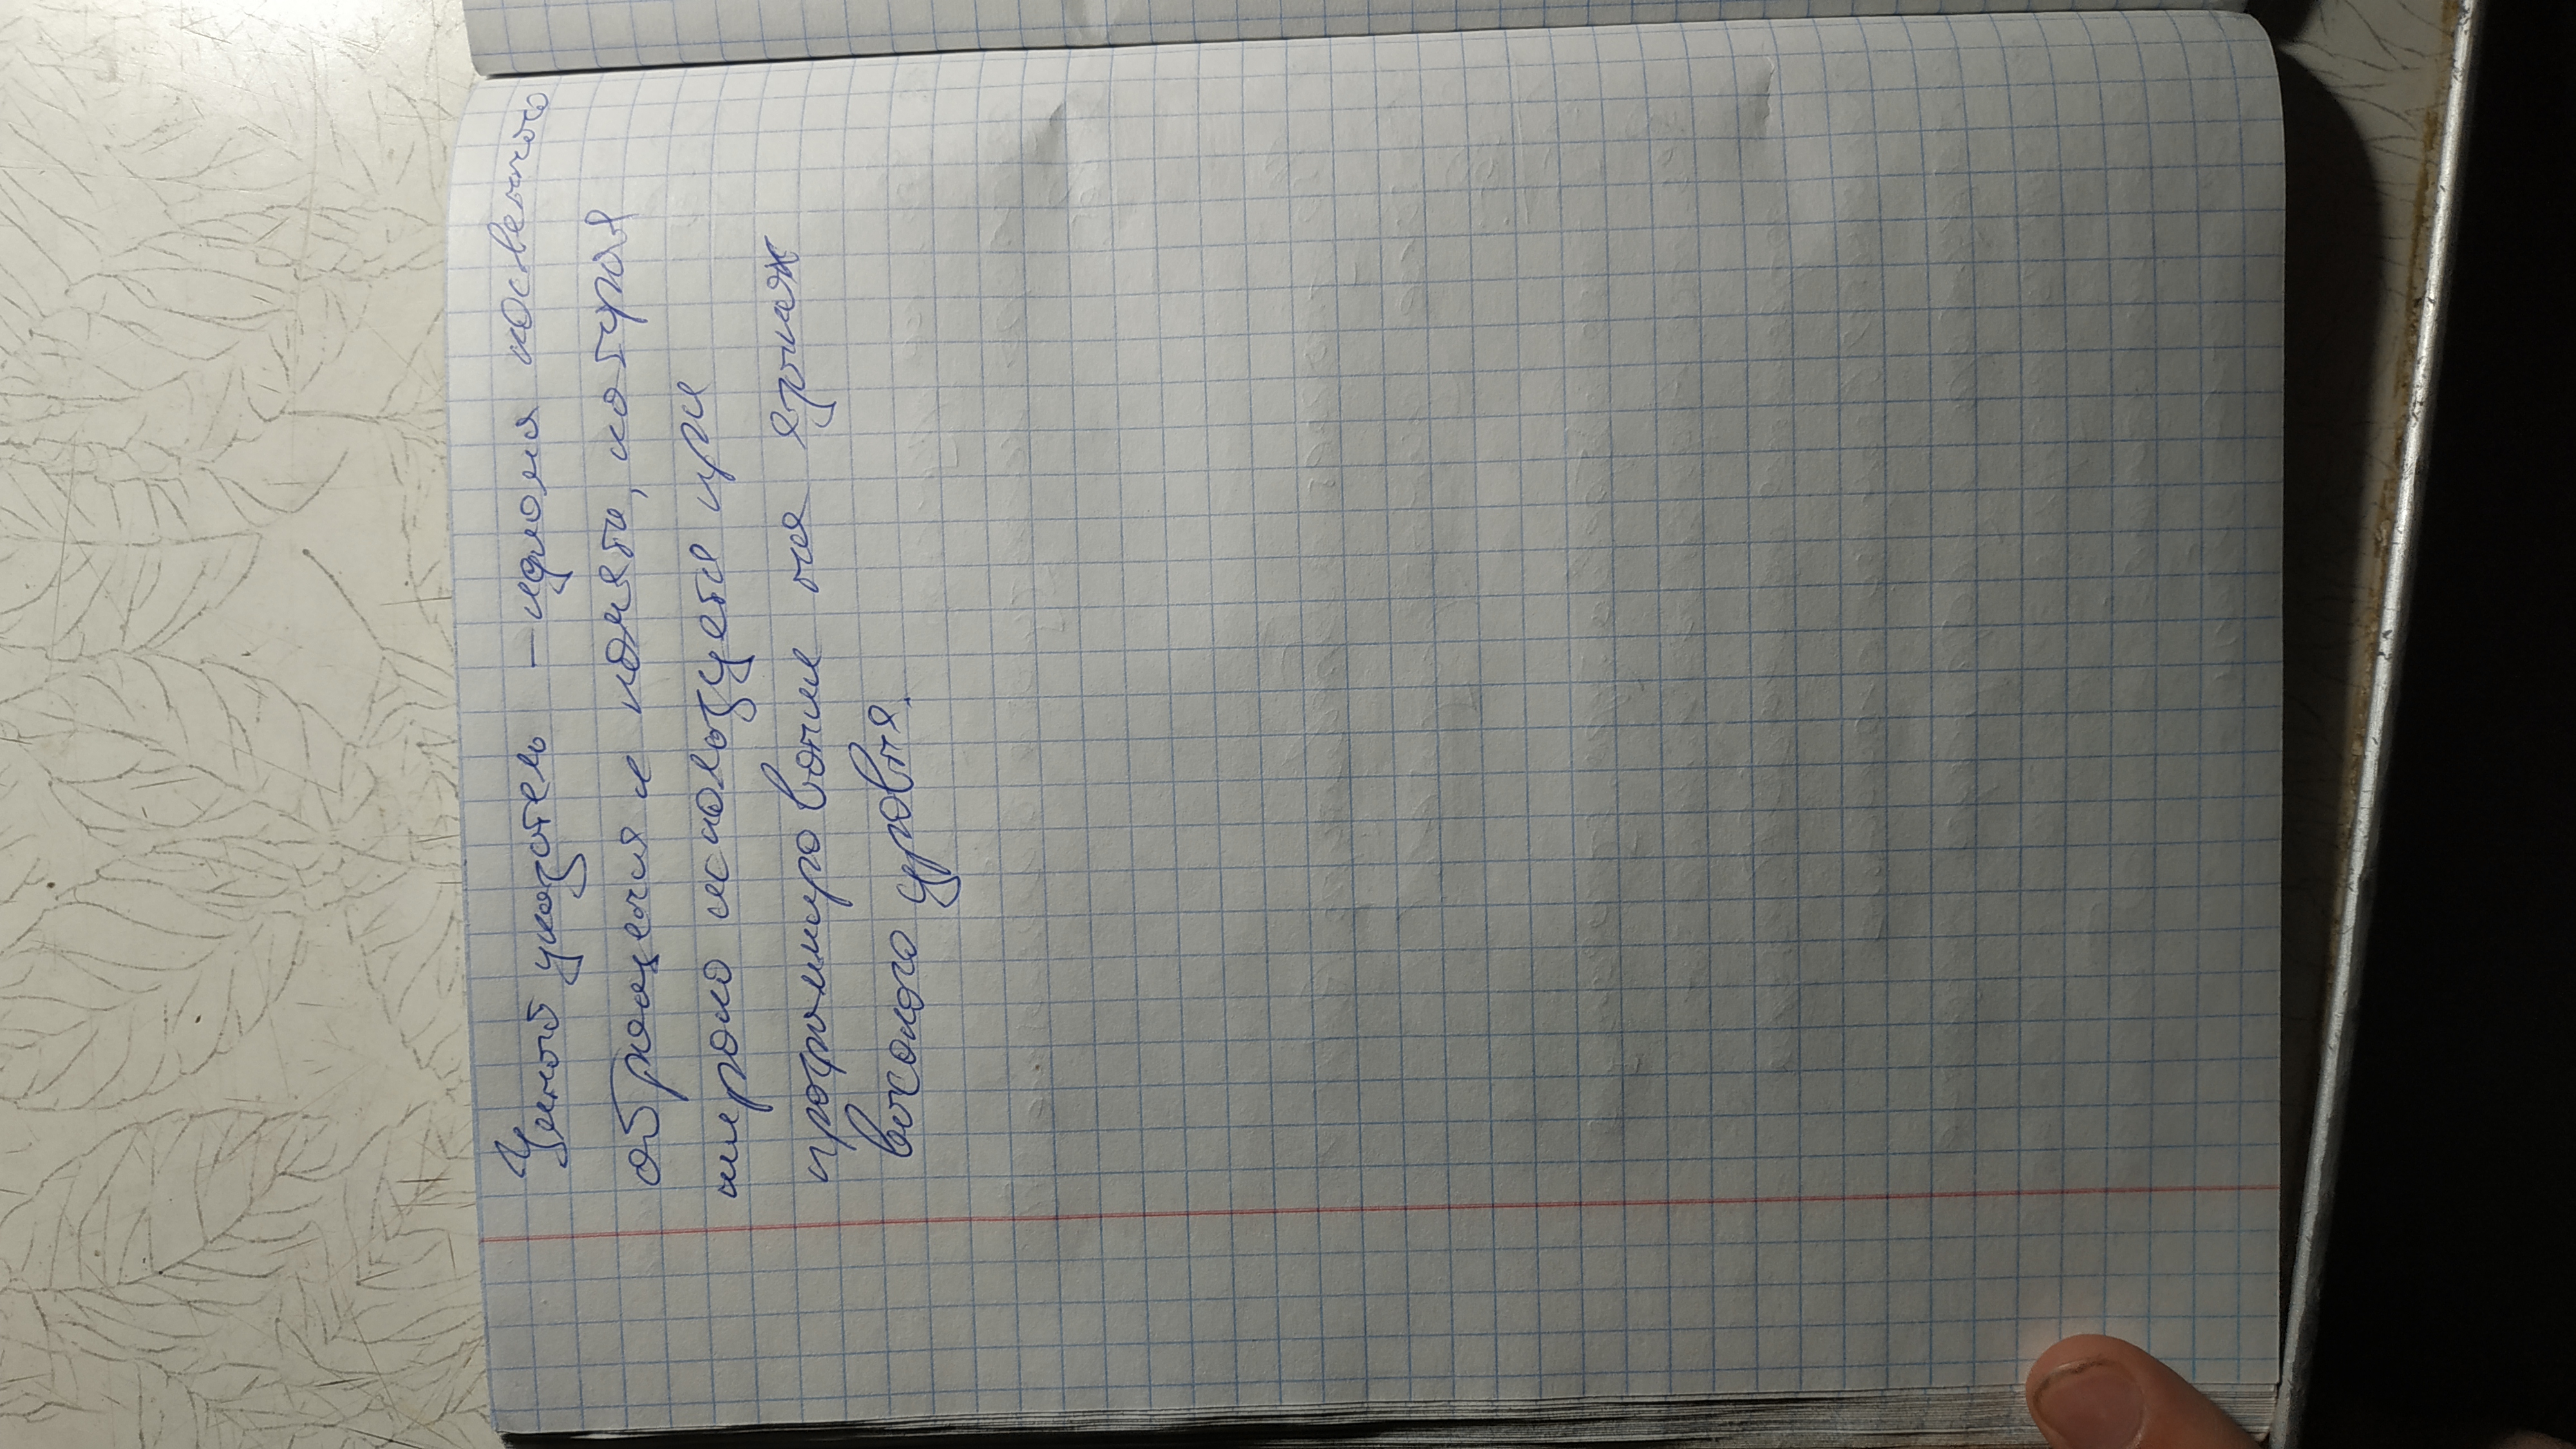 Умный указатель – идиома косвенного
обращения к памяти, которая
широко используется при
программировании на языках
высокого уровня.